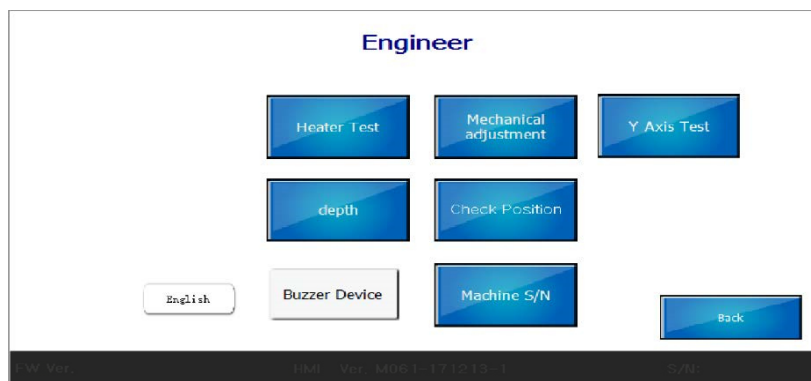 Engineer
Heater Test
Mechanical
adjustment
Y Axis Test
depth
Check Position
English
Buzzer Device
Machine S/N
Back
FW Ver.
HMI Ver. M061-171213-1
S/N: